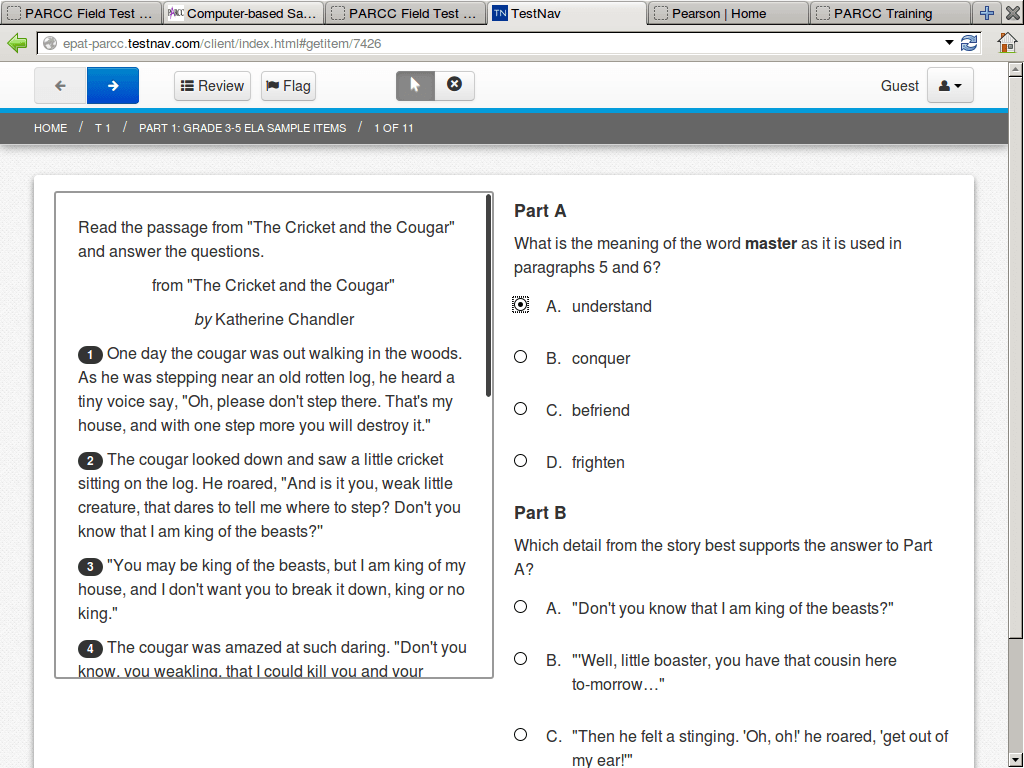 PARCC Field Test ...
PARCC Computer-based Sa...
PARCC Field Test ...
TN TestNav
Pearson | Home
PARCC Training
epat-parcc.testnav.com/client/index.html#getitem/7426
Review Flag Guest
HOME / T 1 / PART 1: GRADE 3-5 ELA SAMPLE ITEMS / 1 OF 11
Read the passage from "The Cricket and the Cougar"
and answer the questions.
from "The Cricket and the Cougar"
by Katherine Chandler
1 One day the cougar was out walking in the woods.
As he was stepping near an old rotten log, he heard a
tiny voice say, "Oh, please don't step there. That's my
house, and with one step more you will destroy it."
2 The cougar looked down and saw a little cricket
sitting on the log. He roared, "And is it you, weak little
creature, that dares to tell me where to step? Don't you
know that I am king of the beasts?"
3 "You may be king of the beasts, but I am king of my
house, and I don't want you to break it down, king or no
king."
4 The cougar was amazed at such daring. "Don't you
know, you weakling, that I could kill you and your
Part A
What is the meaning of the word master as it is used in
paragraphs 5 and 6?
A. understand
B. conquer
C. befriend
D. frighten
Part B
Which detail from the story best supports the answer to Part
A?
A. "Don't you know that I am king of the beasts?"
B. "'Well, little boaster, you have that cousin here
to-morrow…"
C. "Then he felt a stinging. 'Oh, oh!' he roared, 'get out of
my ear!'"